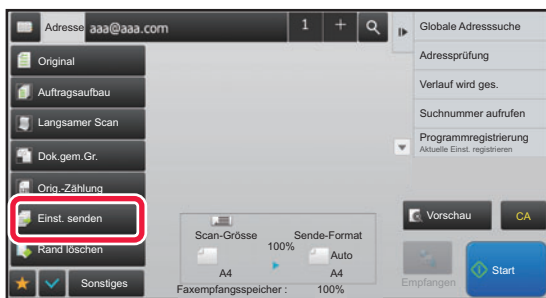 Adresse aaa@aaa.com 1 +
Original
Auftragsaufbau
Langsamer Scan
Dok.gem.Gr.
Orig.-Zählung
Einst. senden
Rand löschen
Sonstiges
Scan-Grösse 100% Sende-Format
Auto
A4 A4
Faxempfangsspeicher : 100%
Globale Adresssuche
Adressprüfung
Verlauf wird ges.
Suchnummer aufrufen
Programmregistrierung
Aktuelle Einst. registrieren
Vorschau CA
Empfangen Start